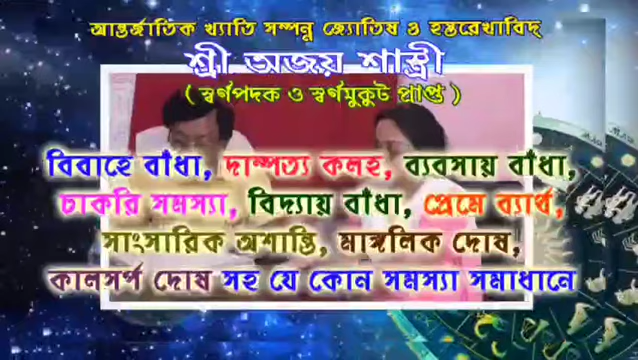 আন্তর্জাতিক খ্যাতি সম্পন্ন জ্যোতিষ ও হস্তরেখাবিদ্
শ্রী অজয় শাস্ত্রী
( স্বর্ণপদক ও স্বর্ণমুকুট প্রাপ্ত )
বিবাহে বাঁধা, দাম্পত্য কলহ, ব্যবসায় বাঁধা,
চাকরি সমস্যা, বিদ্যায় বাঁধা, প্রেমে ব্যার্থ,
সাংসারিক অশান্তি, মাঙ্গলিক দোষ,
কালসর্প দোষ সহ যে কোন সমস্যা সমাধানে